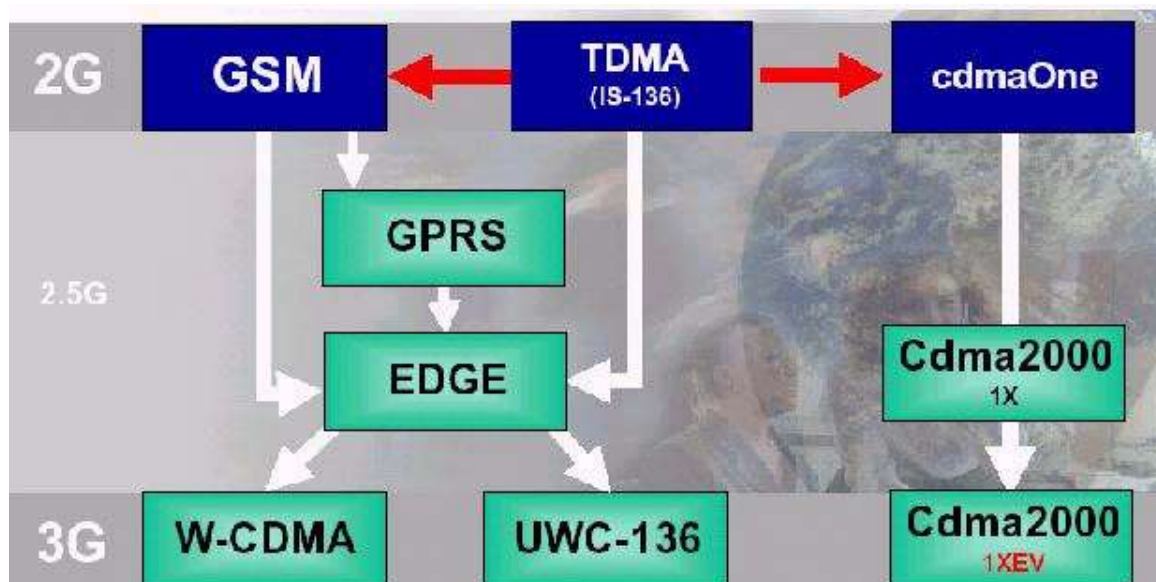 2G
GSM
TDMA
(IS-136)
cdmaOne
GPRS
2.5G
EDGE
Cdma2000
1X
3G
W-CDMA
UWC-136
Cdma2000
1XEV